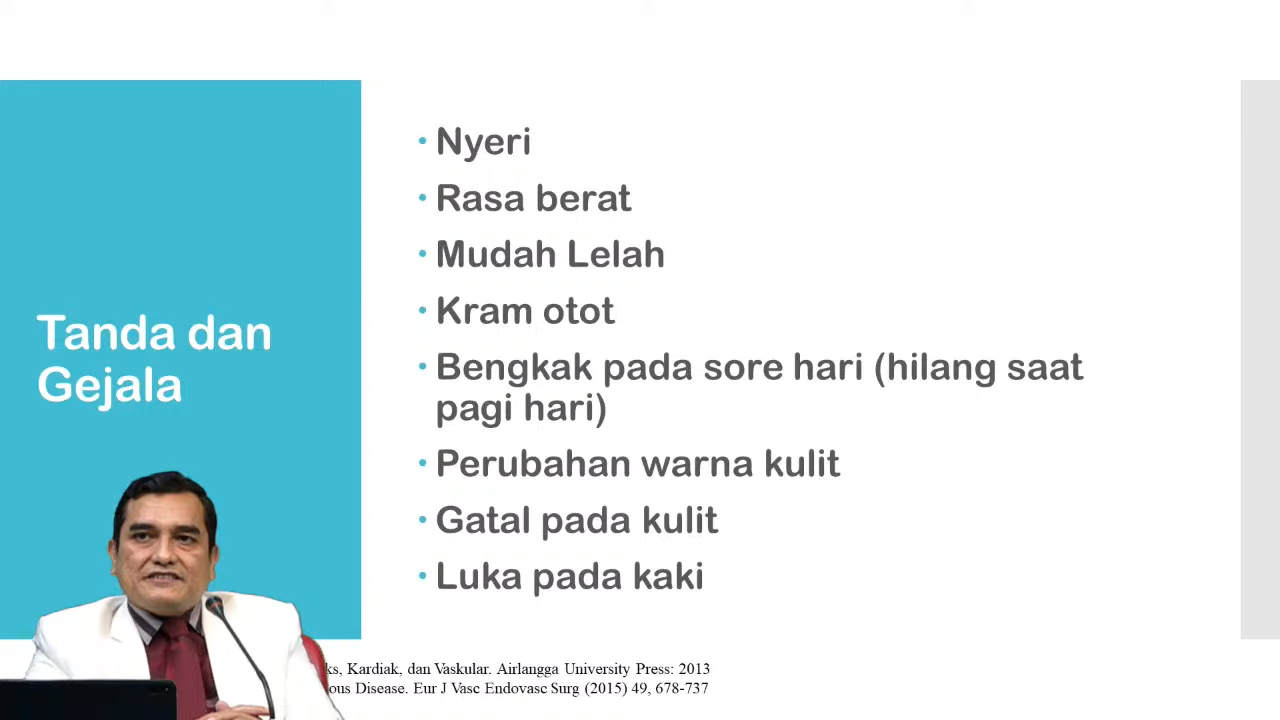 Tanda dan
Gejala
Nyeri
Rasa berat
Mudah Lelah
Kram otot
Bengkak pada sore hari (hilang saat
pagi hari)
Perubahan warna kulit
Gatal pada kulit
Luka pada kaki
Kardiak, dan Vaskular. Airlangga University Press: 2013
Disease. Eur J Vasc Endovasc Surg (2015) 49, 678-737